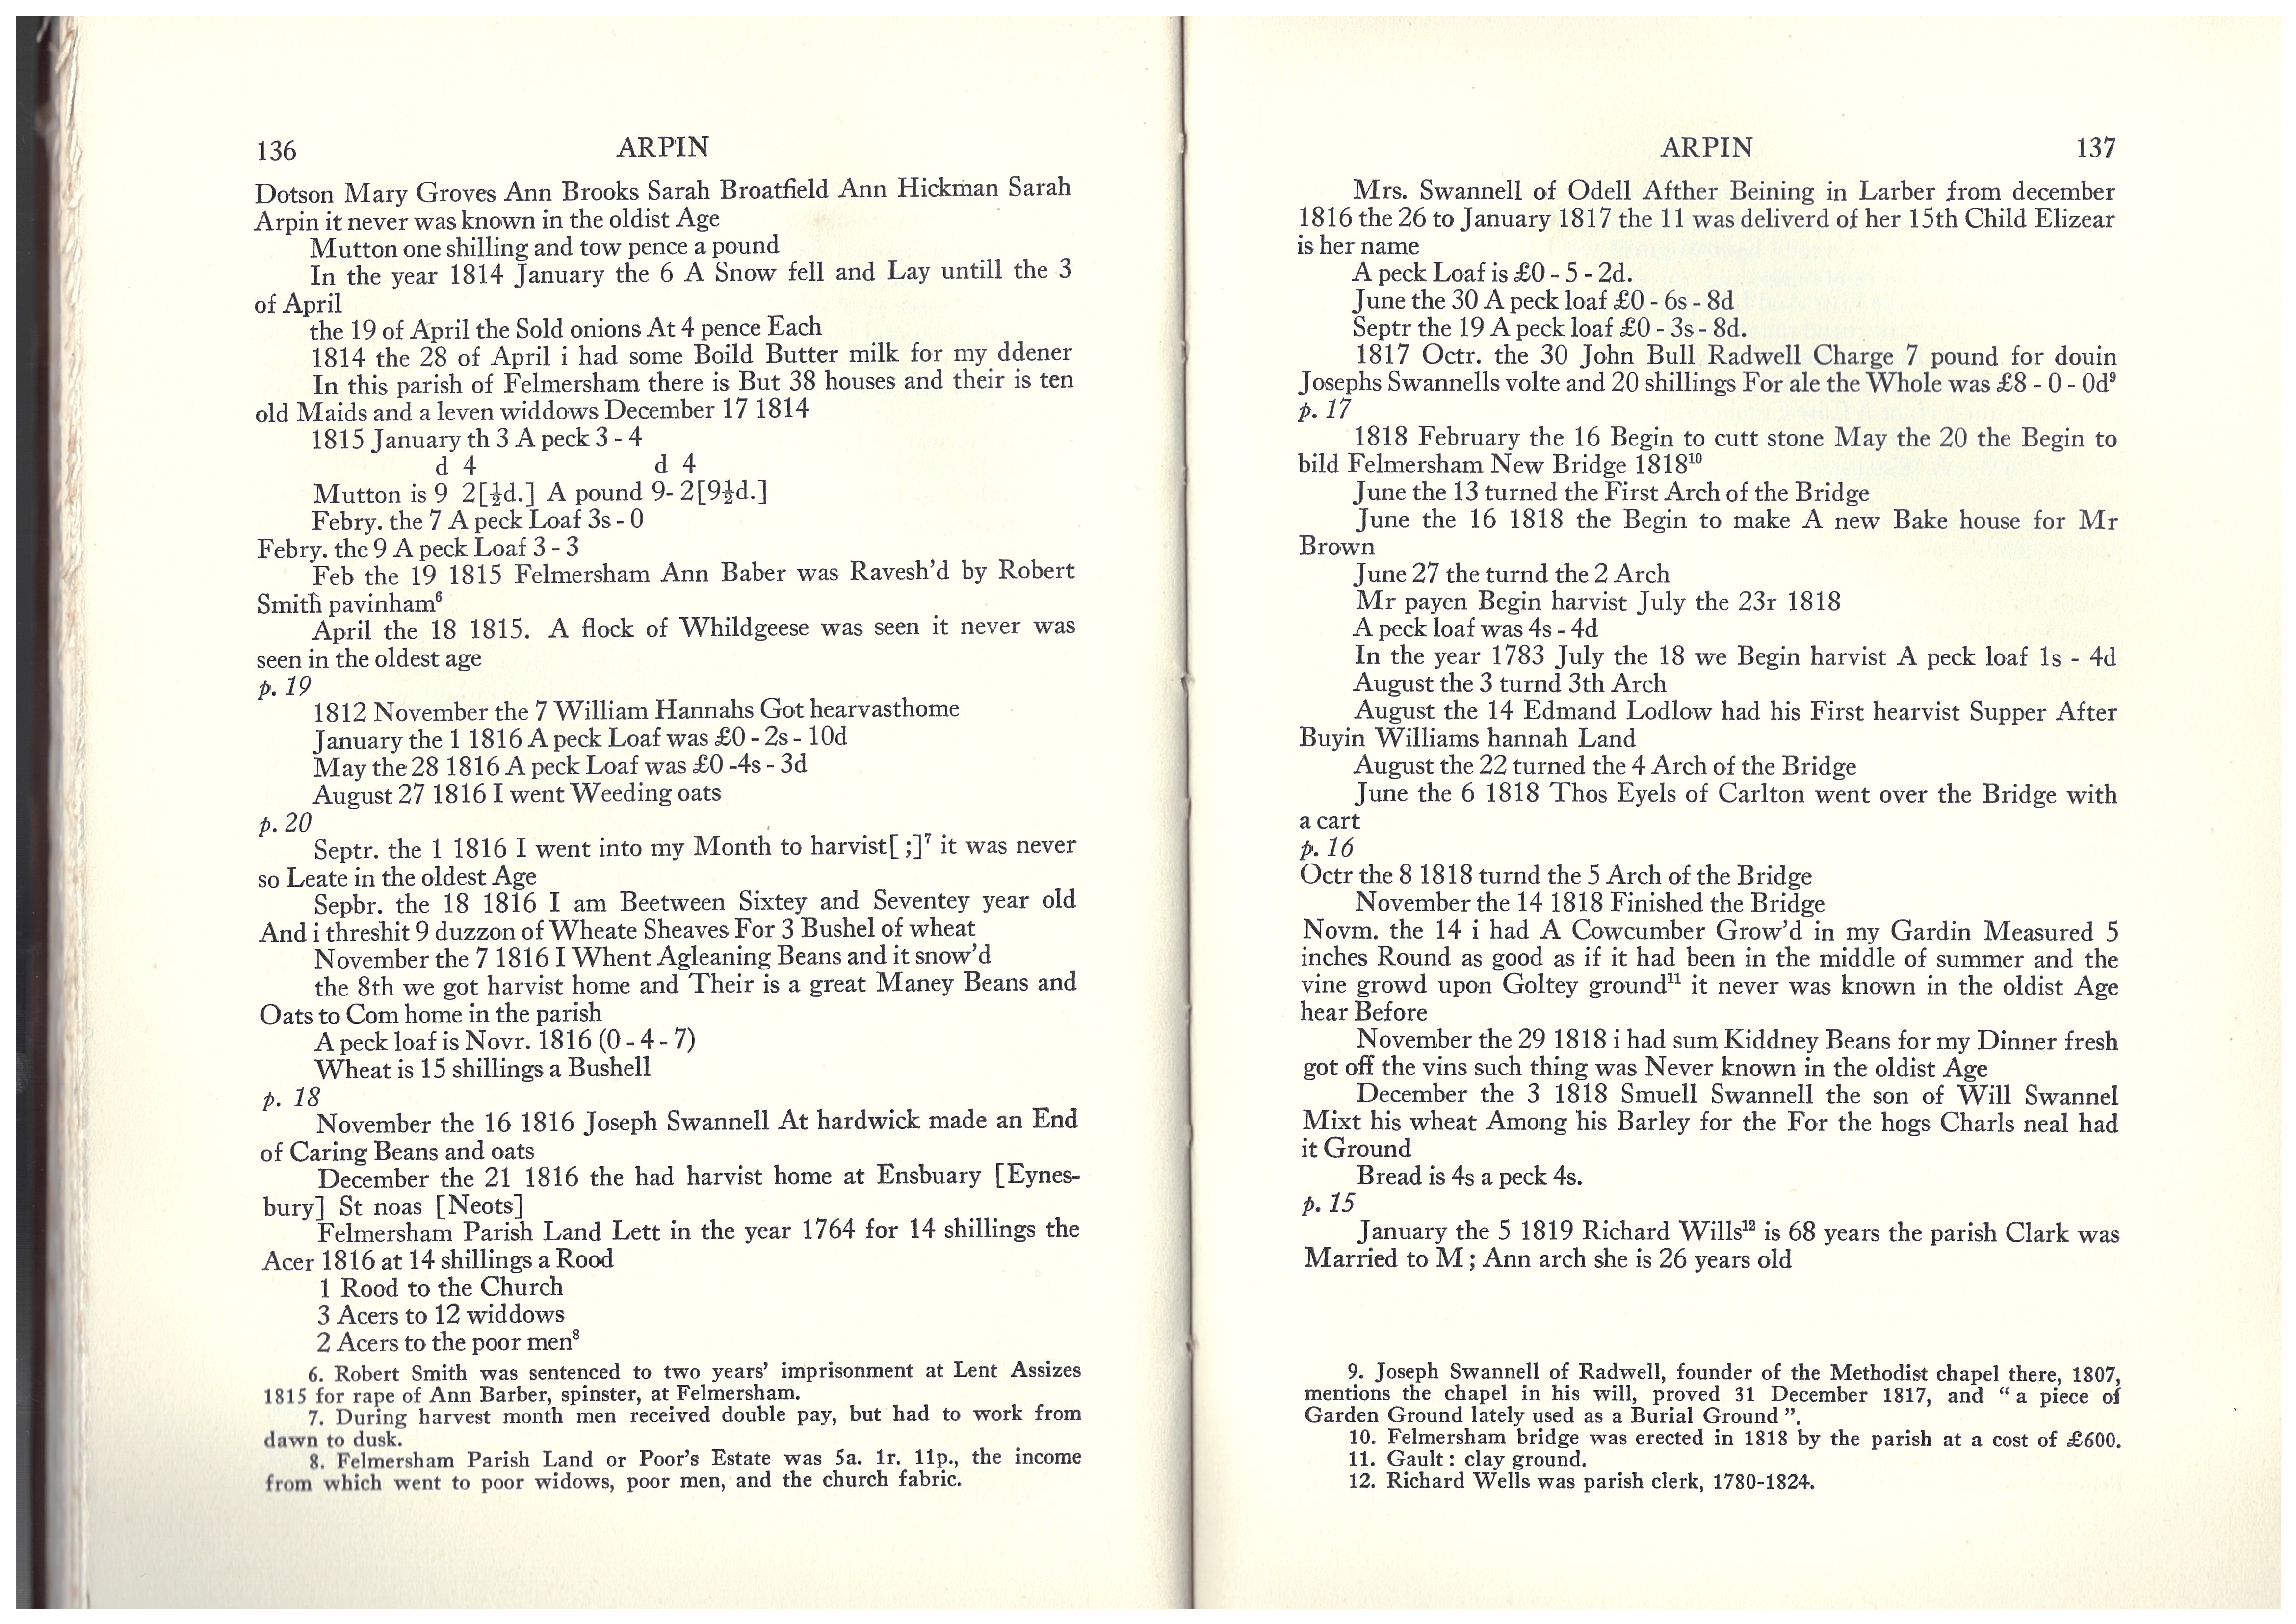 136 ARPIN
Dotson Mary Groves Ann Brooks Sarah Broatfield Ann Hickman Sarah
Arpin it never was known in the oldist Age
Mutton one shilling and tow pence a pound
In the year 1814 January the 6 A Snow fell and Lay untill the 3
of April
the 19 of April the Sold onions At 4 pence Each
1814 the 28 of April i had some Boild Butter milk for my ddener
In this parish of Felmersham there is But 38 houses and their is ten
old Maids and a leven widdows December 17 1814
1815 January th 3 A peck 3 - 4
d 4 d 4
Mutton is 9 2[½d.] A pound 9- 2[9½d.]
Febry. the 7 A peck Loaf 3s - 0
Febry. the 9 A peck Loaf 3 - 3
Feb the 19 1815 Felmersham Ann Baber was Ravesh'd by Robert
Smith pavinham⁶
April the 18 1815. A flock of Whildgeese was seen it never was
seen in the oldest age
p. 19
1812 November the 7 William Hannahs Got hearvasthome
January the 1 1816 A peck Loaf was £0 - 2s - 10d
May the 28 1816 A peck Loaf was £0 -4s - 3d
August 27 1816 I went Weeding oats
p. 20
Septr. the 1 1816 I went into my Month to harvist[ ;]⁷ it was never
so Leate in the oldest Age
Sepbr. the 18 1816 I am Beetween Sixtey and Seventey year old
And i threshit 9 duzzon of Wheate Sheaves For 3 Bushel of wheat
November the 7 1816 I Whent Agleaning Beans and it snow'd
the 8th we got harvist home and Their is a great Maney Beans and
Oats to Com home in the parish
A peck loaf is Novr. 1816 (0 - 4 - 7)
Wheat is 15 shillings a Bushell
p. 18
November the 16 1816 Joseph Swannell At hardwick made an End
of Caring Beans and oats
December the 21 1816 the had harvist home at Ensbuary [Eynes-
bury] St noas [Neots]
Felmersham Parish Land Lett in the year 1764 for 14 shillings the
Acer 1816 at 14 shillings a Rood
1 Rood to the Church
3 Acers to 12 widdows
2 Acers to the poor men⁸
6. Robert Smith was sentenced to two years' imprisonment at Lent Assizes
1815 for rape of Ann Barber, spinster, at Felmersham.
7. During harvest month men received double pay, but had to work from
dawn to dusk.
8. Felmersham Parish Land or Poor's Estate was 5a. 1r. 11p., the income
from which went to poor widows, poor men, and the church fabric.
ARPIN 137
Mrs. Swannell of Odell Afther Beining in Larber from december
1816 the 26 to January 1817 the 11 was deliverd of her 15th Child Elizear
is her name
A peck Loaf is £0 - 5 - 2d.
June the 30 A peck loaf £0 - 6s - 8d
Septr the 19 A peck loaf £0 - 3s - 8d.
1817 Octr. the 30 John Bull Radwell Charge 7 pound for douin
Josephs Swannells volte and 20 shillings For ale the Whole was £8 - 0 - 0d⁹
p. 17
1818 February the 16 Begin to cutt stone May the 20 the Begin to
bild Felmersham New Bridge 1818¹⁰
June the 13 turned the First Arch of the Bridge
June the 16 1818 the Begin to make A new Bake house for Mr
Brown
June 27 the turnd the 2 Arch
Mr payen Begin harvist July the 23r 1818
A peck loaf was 4s - 4d
In the year 1783 July the 18 we Begin harvist A peck loaf 1s - 4d
August the 3 turnd 3th Arch
August the 14 Edmand Lodlow had his First hearvist Supper After
Buyin Williams hannah Land
August the 22 turned the 4 Arch of the Bridge
June the 6 1818 Thos Eyels of Carlton went over the Bridge with
a cart
p. 16
Octr the 8 1818 turnd the 5 Arch of the Bridge
November the 14 1818 Finished the Bridge
Novm. the 14 i had A Cowcumber Grow'd in my Gardin Measured 5
inches Round as good as if it had been in the middle of summer and the
vine growd upon Goltey ground¹¹ it never was known in the oldist Age
hear Before
November the 29 1818 i had sum Kiddney Beans for my Dinner fresh
got off the vins such thing was Never known in the oldist Age
December the 3 1818 Smuell Swannell the son of Will Swannel
Mixt his wheat Among his Barley for the For the hogs Charls neal had
it Ground
Bread is 4s a peck 4s.
p. 15
January the 5 1819 Richard Wills¹² is 68 years the parish Clark was
Married to M ; Ann arch she is 26 years old
9. Joseph Swannell of Radwell, founder of the Methodist chapel there, 1807,
mentions the chapel in his will, proved 31 December 1817, and " a piece of
Garden Ground lately used as a Burial Ground ".
10. Felmersham bridge was erected in 1818 by the parish at a cost of £600.
11. Gault : clay ground.
12. Richard Wells was parish clerk, 1780-1824.